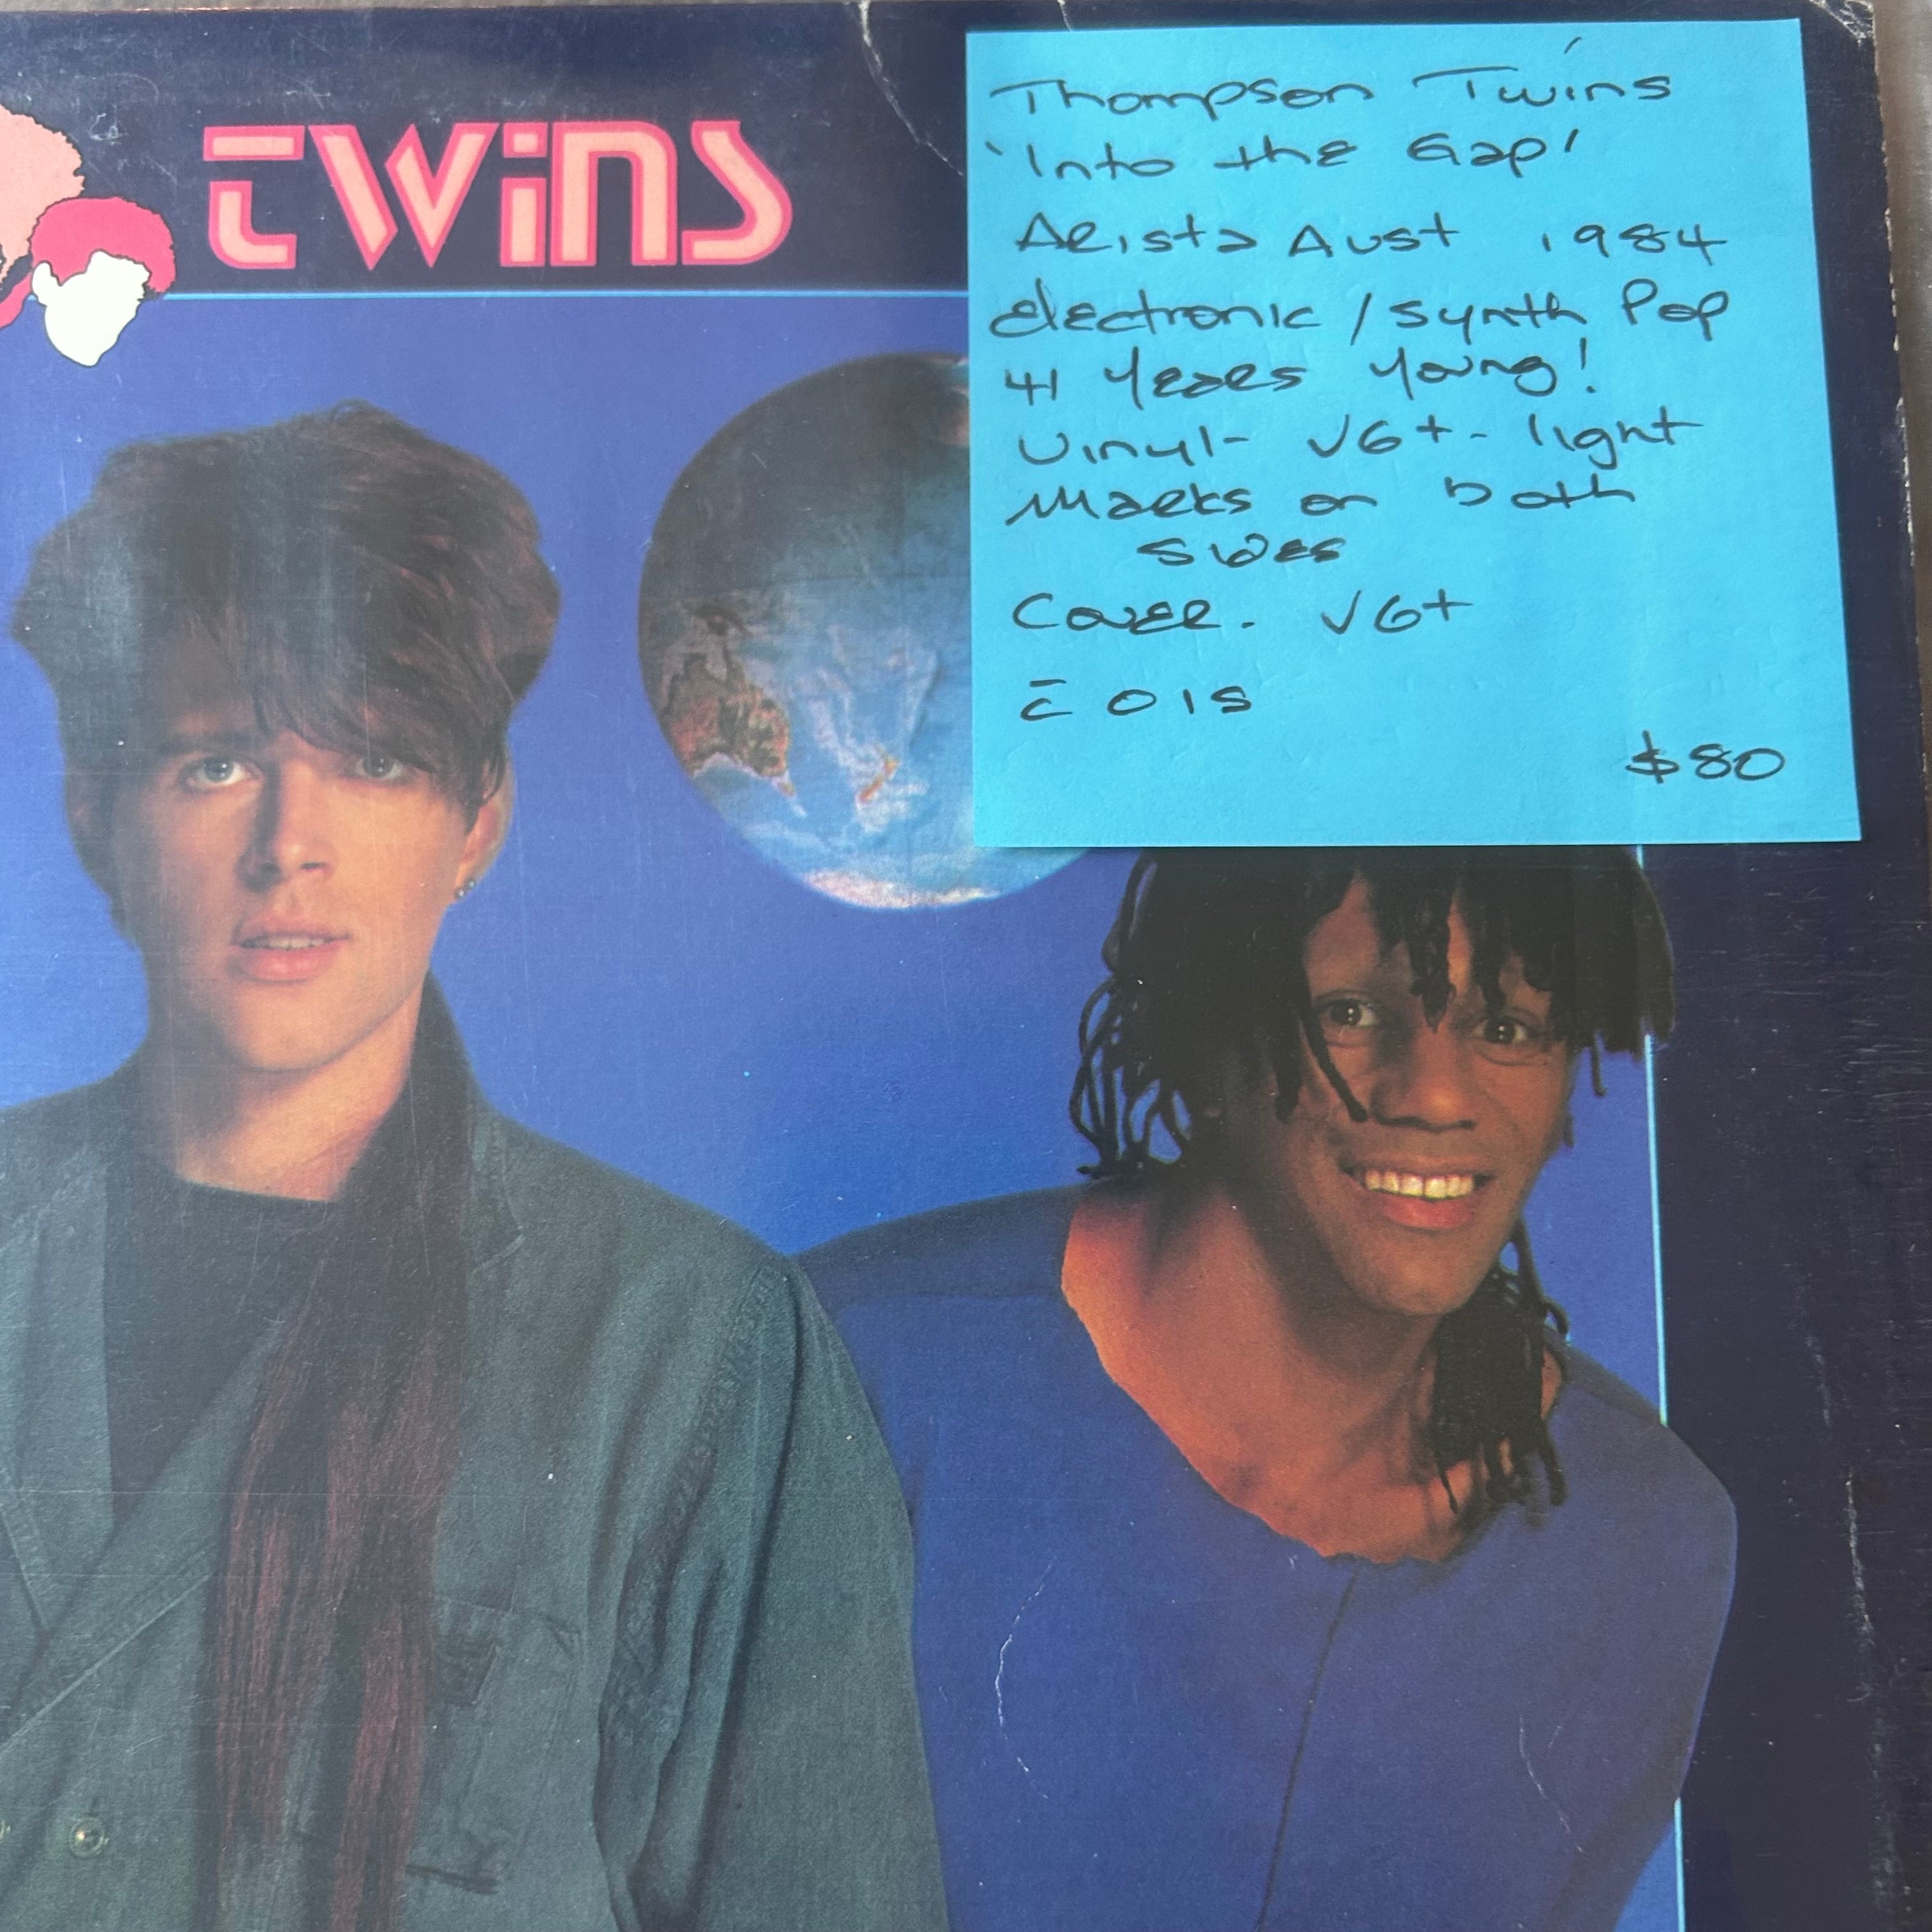 twins
Thompson Twins
'Into the Gap'
Arista Aust 1984
electronic / synth Pop
41 Years young!
Vinyl- VG+ - light
Marks on both
sides
Cover. VG+
c̄ OIS
$80